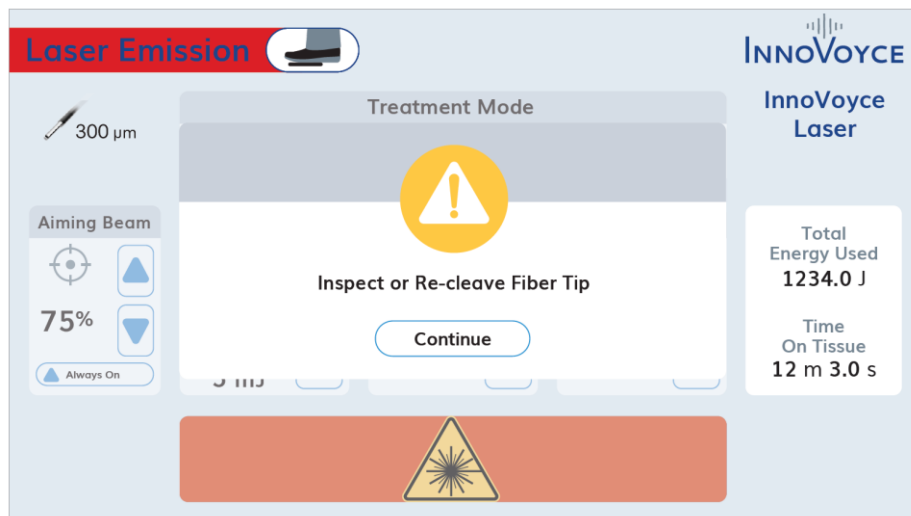 Laser Emission
INNOVOYCE
InnoVoyce
Laser
300 μm
Treatment Mode
Aiming Beam
75%
Always On
Inspect or Re-cleave Fiber Tip
Continue
Total
Energy Used
1234.0 J
Time
On Tissue
12 m 3.0 s